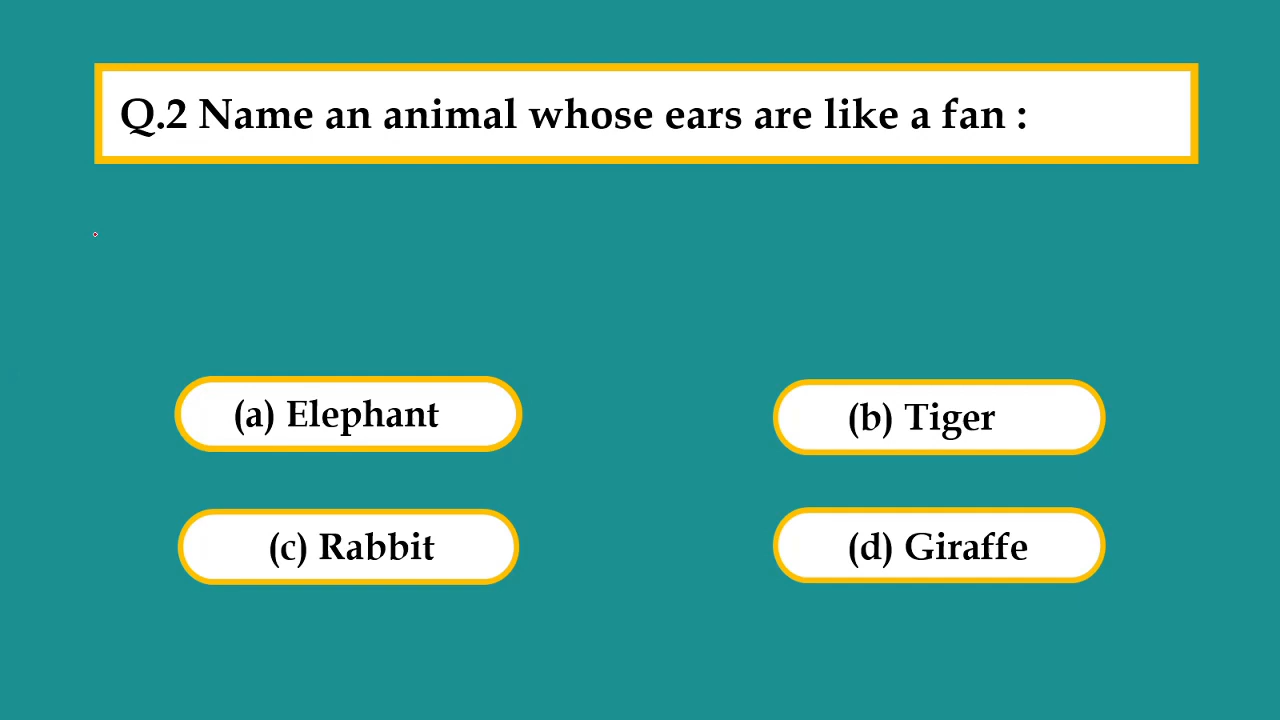 Q.2 Name an animal whose ears are like a fan :
(a) Elephant
(b) Tiger
(c) Rabbit
(d) Giraffe